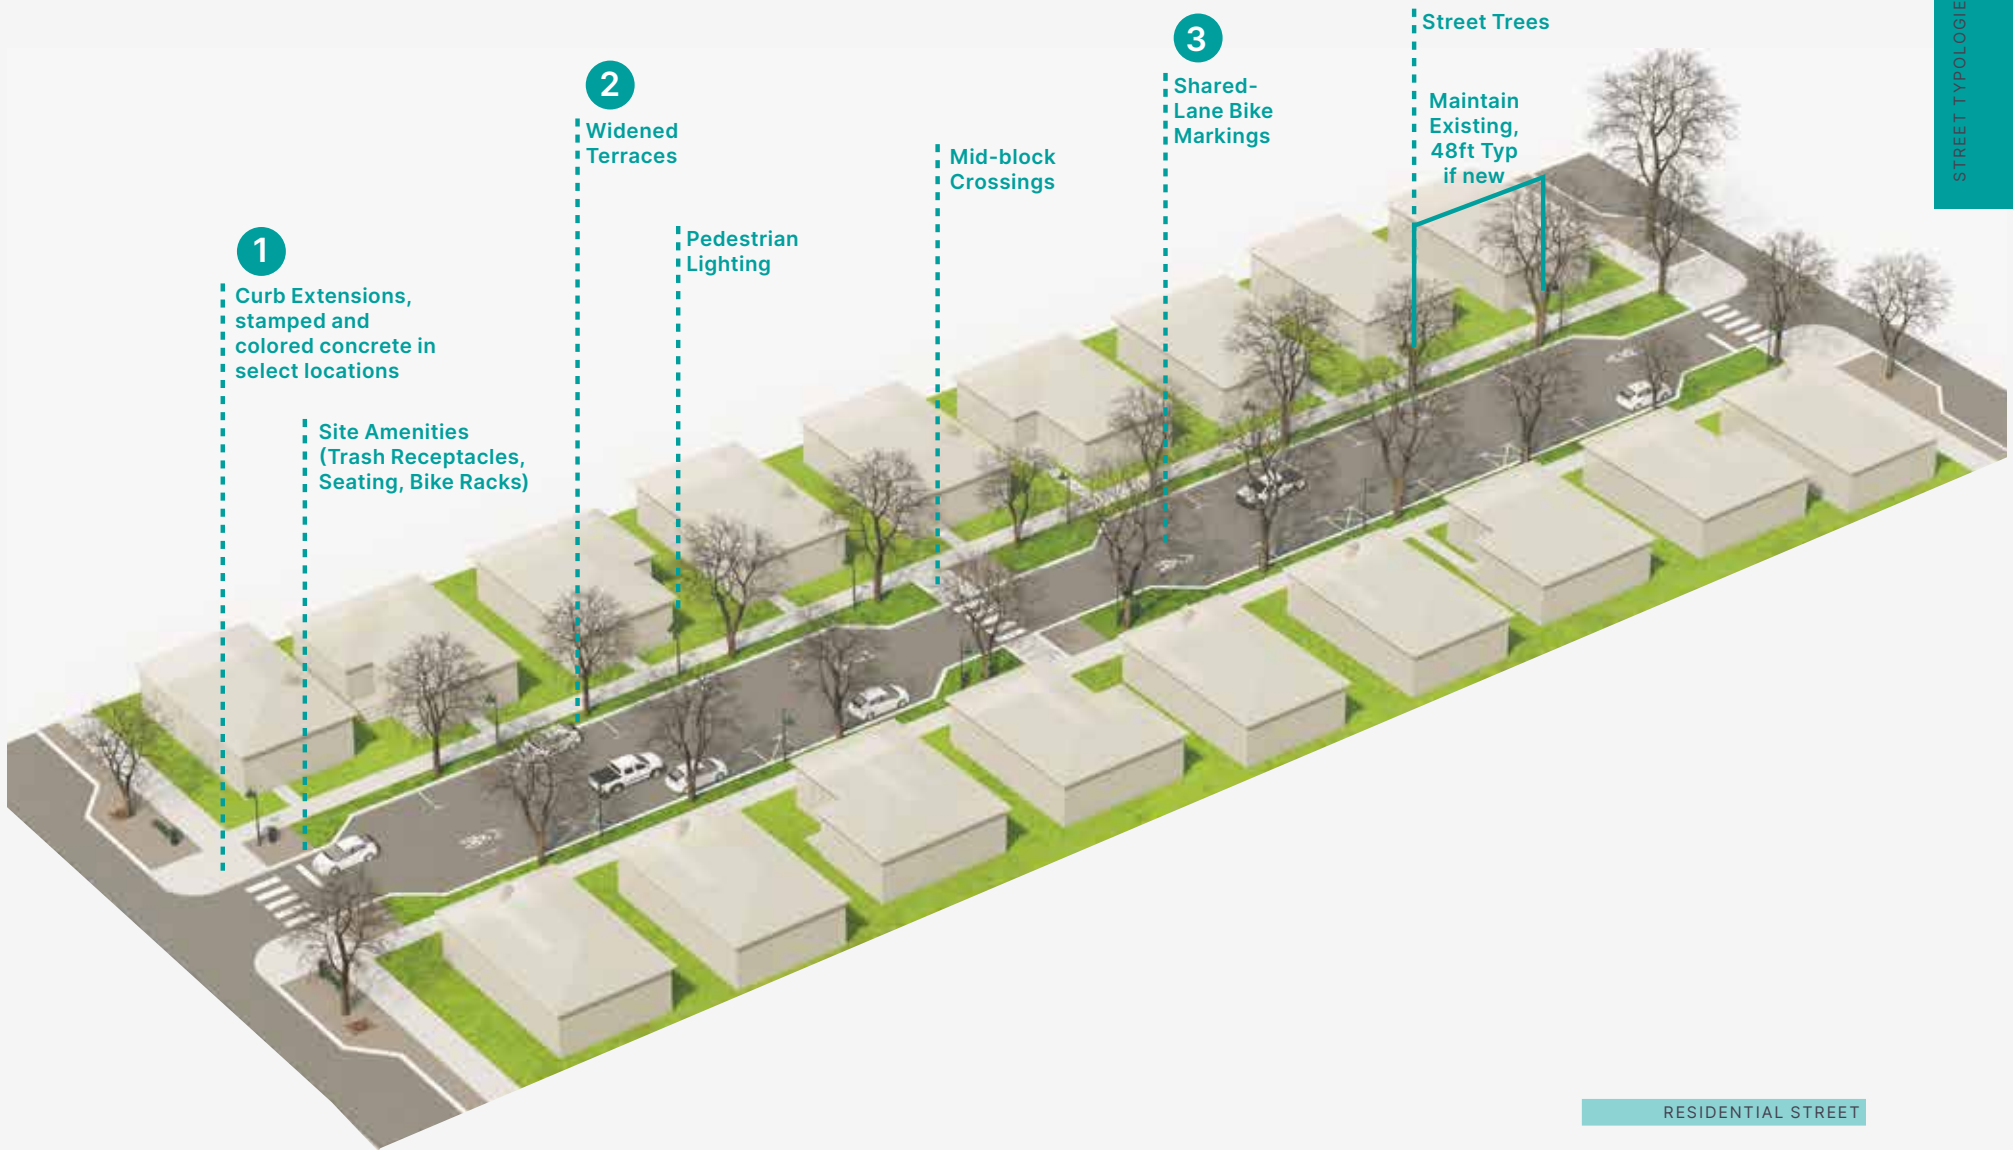 1
Curb Extensions,
stamped and
colored concrete in
select locations
Site Amenities
(Trash Receptacles,
Seating, Bike Racks)
2
Widened
Terraces
Pedestrian
Lighting
Mid-block
Crossings
3
Shared-
Lane Bike
Markings
Street Trees
Maintain
Existing,
48ft Typ
if new
STREET TYPOLOGIE
RESIDENTIAL STREET